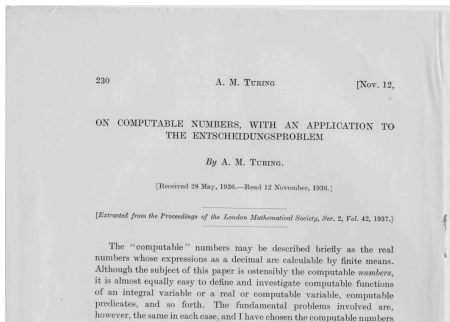 230 A. M. TURING [Nov. 12,
ON COMPUTABLE NUMBERS, WITH AN APPLICATION TO
THE ENTSCHEIDUNGSPROBLEM
By A. M. TURING.
[Received 28 May, 1936.—Read 12 November, 1936.]
[Extracted from the Proceedings of the London Mathematical Society, Ser. 2, Vol. 42, 1937.]
The "computable" numbers may be described briefly as the real
numbers whose expressions as a decimal are calculable by finite means.
Although the subject of this paper is ostensibly the computable numbers,
it is almost equally easy to define and investigate computable functions
of an integral variable or a real or computable variable, computable
predicates, and so forth. The fundamental problems involved are,
however, the same in each case, and I have chosen the computable numbers